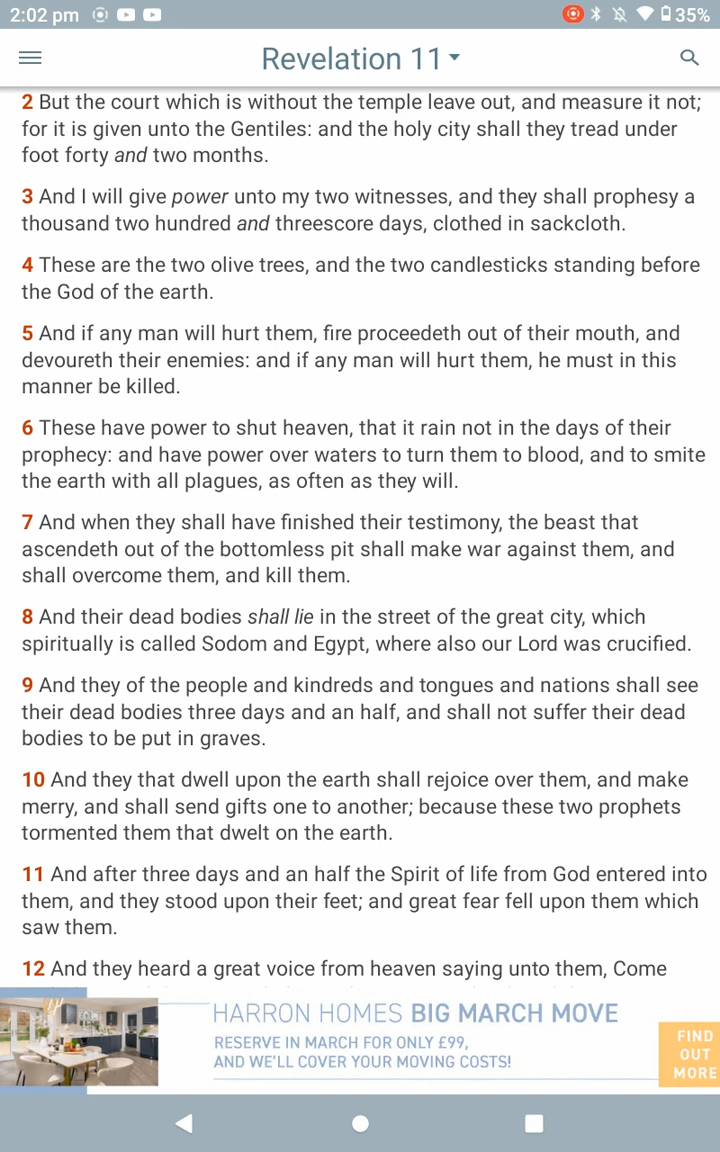 2:02 pm
35%
Revelation 11
2 But the court which is without the temple leave out, and measure it not;
for it is given unto the Gentiles: and the holy city shall they tread under
foot forty and two months.
3 And I will give power unto my two witnesses, and they shall prophesy a
thousand two hundred and threescore days, clothed in sackcloth.
4 These are the two olive trees, and the two candlesticks standing before
the God of the earth.
5 And if any man will hurt them, fire proceedeth out of their mouth, and
devoureth their enemies: and if any man will hurt them, he must in this
manner be killed.
6 These have power to shut heaven, that it rain not in the days of their
prophecy: and have power over waters to turn them to blood, and to smite
the earth with all plagues, as often as they will.
7 And when they shall have finished their testimony, the beast that
ascendeth out of the bottomless pit shall make war against them, and
shall overcome them, and kill them.
8 And their dead bodies shall lie in the street of the great city, which
spiritually is called Sodom and Egypt, where also our Lord was crucified.
9 And they of the people and kindreds and tongues and nations shall see
their dead bodies three days and an half, and shall not suffer their dead
bodies to be put in graves.
10 And they that dwell upon the earth shall rejoice over them, and make
merry, and shall send gifts one to another; because these two prophets
tormented them that dwelt on the earth.
11 And after three days and an half the Spirit of life from God entered into
them, and they stood upon their feet; and great fear fell upon them which
saw them.
12 And they heard a great voice from heaven saying unto them, Come
HARRON HOMES BIG MARCH MOVE
RESERVE IN MARCH FOR ONLY £99,
AND WE'LL COVER YOUR MOVING COSTS!
FIND
OUT
MORE